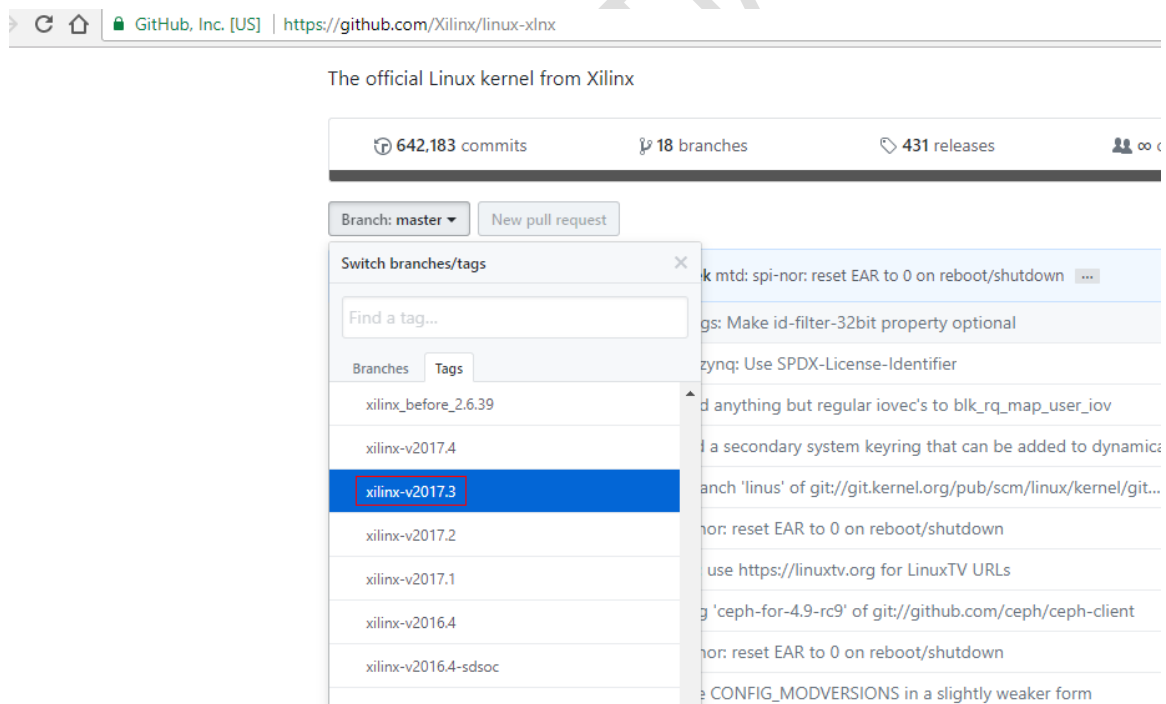 GitHub, Inc. [US] | https://github.com/Xilinx/linux-xlnx
The official Linux kernel from Xilinx
642,183 commits 18 branches 431 releases ∞
Branch: master New pull request
Switch branches/tags
mtd: spi-nor: reset EAR to 0 on reboot/shutdown ...
Find a tag...
gs: Make id-filter-32bit property optional
Branches Tags
zynq: Use SPDX-License-Identifier
xilinx_before_2.6.39
d anything but regular iovec's to blk_rq_map_user_iov
xilinx-v2017.4
a secondary system keyring that can be added to dynamica
xilinx-v2017.3
anch 'linus' of git://git.kernel.org/pub/scm/linux/kernel/git...
nor: reset EAR to 0 on reboot/shutdown
xilinx-v2017.2
use https://linuxtv.org for LinuxTV URLs
xilinx-v2017.1
g 'ceph-for-4.9-rc9' of git://github.com/ceph/ceph-client
xilinx-v2016.4
nor: reset EAR to 0 on reboot/shutdown
xilinx-v2016.4-sdsoc
CONFIG_MODVERSIONS in a slightly weaker form